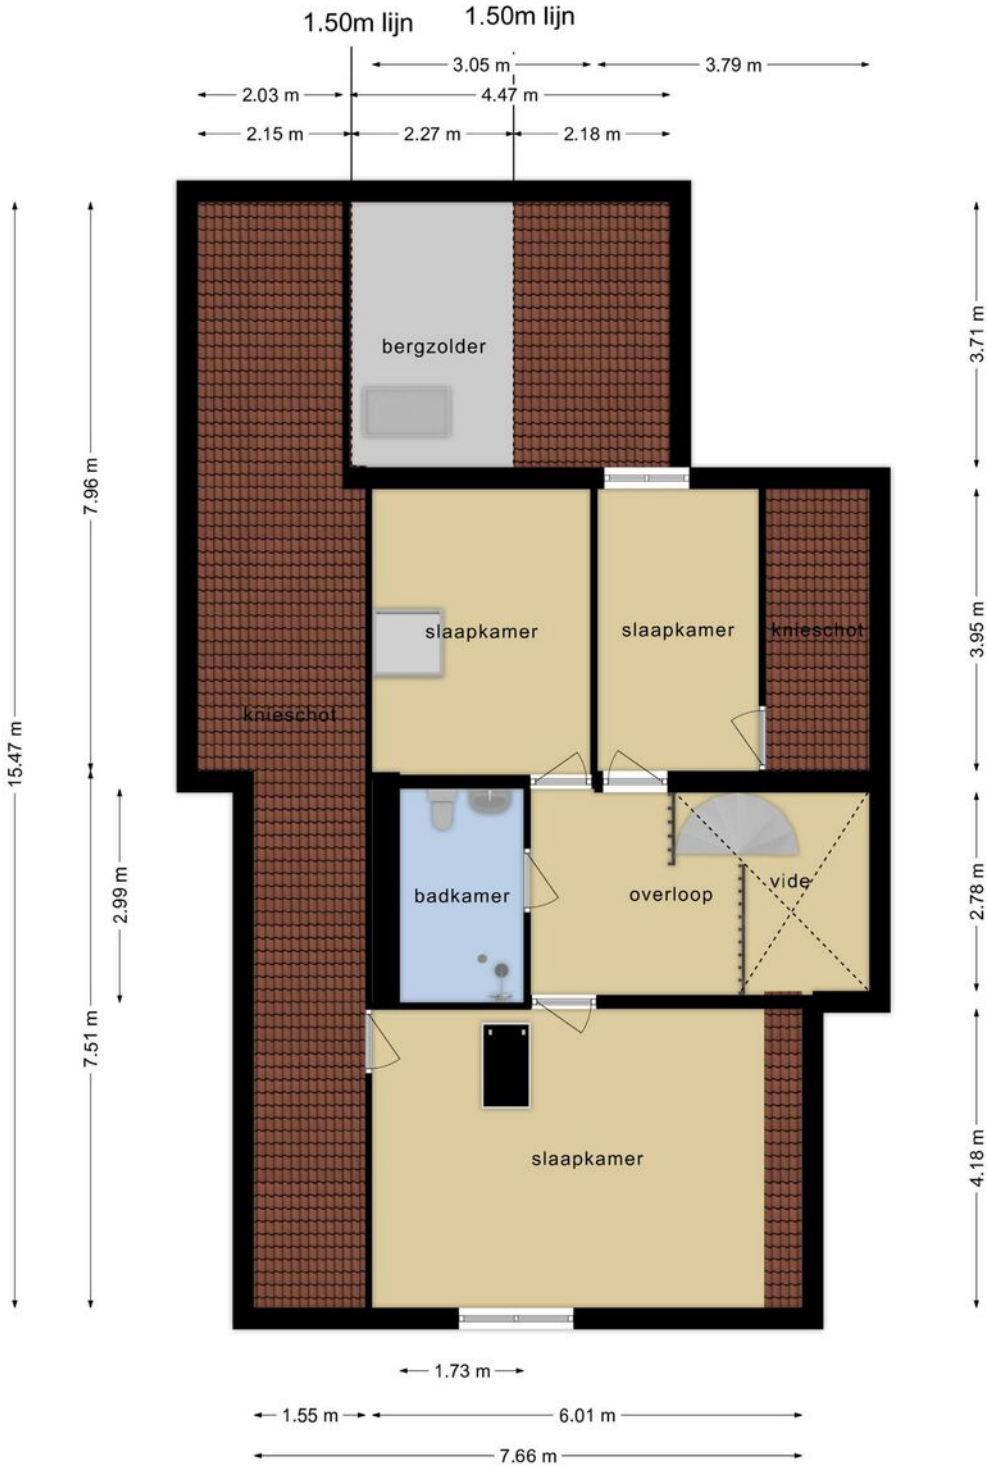 1.50m lijn
1.50m lijn
3.05 m
3.79 m
2.03 m
4.47 m
2.15 m
2.27 m
2.18 m
bergzolder
3.71 m
7.96 m
slaapkamer
slaapkamer
knieschot
3.95 m
knieschot
15.47 m
badkamer
overloop
vide
2.99 m
2.78 m
7.51 m
slaapkamer
4.18 m
1.73 m
1.55 m
6.01 m
7.66 m